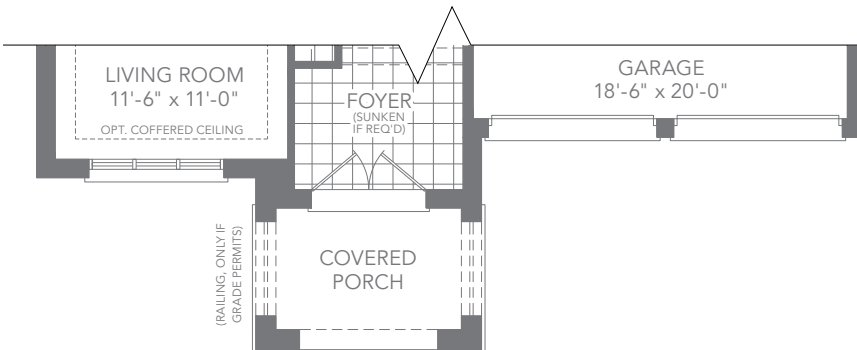 LIVING ROOM
11'-6" x 11'-0"
OPT. COFFERED CEILING
FOYER
(SUNKEN
IF REQ'D)
GARAGE
18'-6" x 20'-0"
(RAILING, ONLY IF
GRADE PERMITS)
COVERED
PORCH